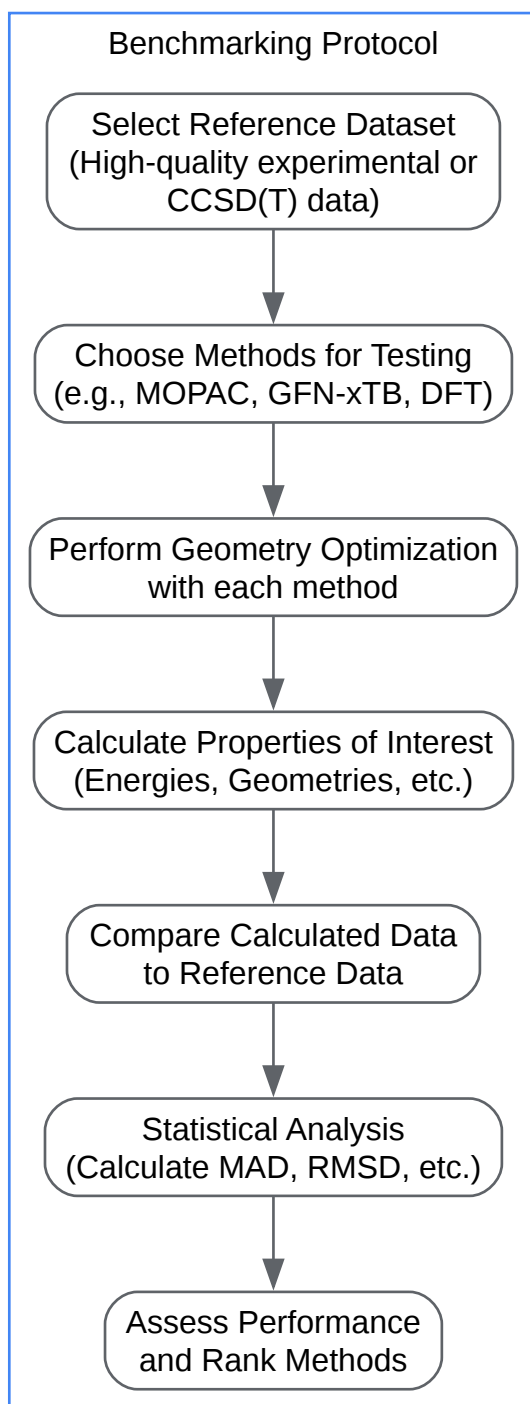 Benchmarking Protocol
Select Reference Dataset
(High-quality experimental or
CCSD(T) data)
Choose Methods for Testing
(e.g., MOPAC, GFN-xTB, DFT)
Perform Geometry Optimization
with each method
Calculate Properties of Interest
(Energies, Geometries, etc.)
Compare Calculated Data
to Reference Data
Statistical Analysis
(Calculate MAD, RMSD, etc.)
Assess Performance
and Rank Methods